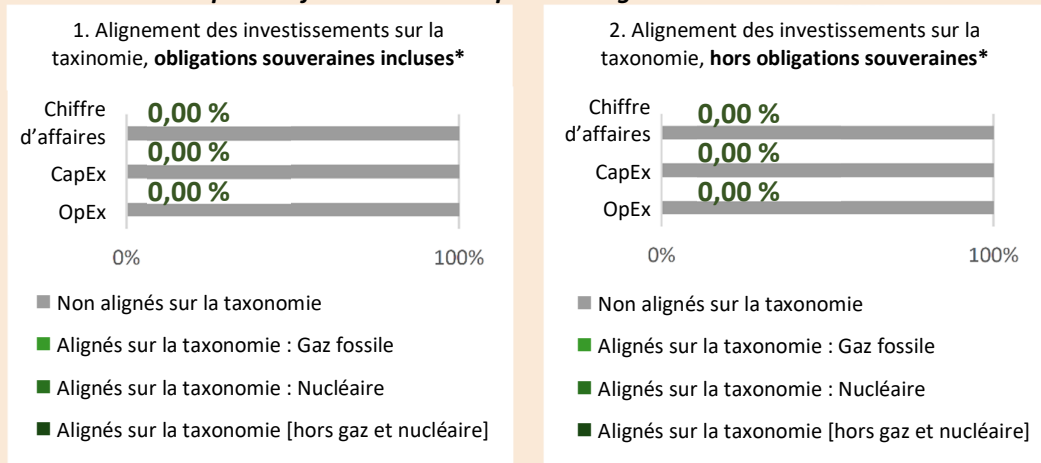 1. Alignement des investissements sur la
taxinomie, obligations souveraines incluses*
Chiffre
d'affaires
0,00 %
CapEx
0,00 %
OpEx
0,00 %
0%
100%
Non alignés sur la taxonomie
Alignés sur la taxonomie : Gaz fossile
Alignés sur la taxonomie : Nucléaire
Alignés sur la taxonomie [hors gaz et nucléaire]
2. Alignement des investissements sur la
taxonomie, hors obligations souveraines*
Chiffre
d'affaires
0,00 %
CapEx
0,00 %
OpEx
0,00 %
0%
100%
Non alignés sur la taxonomie
Alignés sur la taxonomie : Gaz fossile
Alignés sur la taxonomie : Nucléaire
Alignés sur la taxonomie [hors gaz et nucléaire]